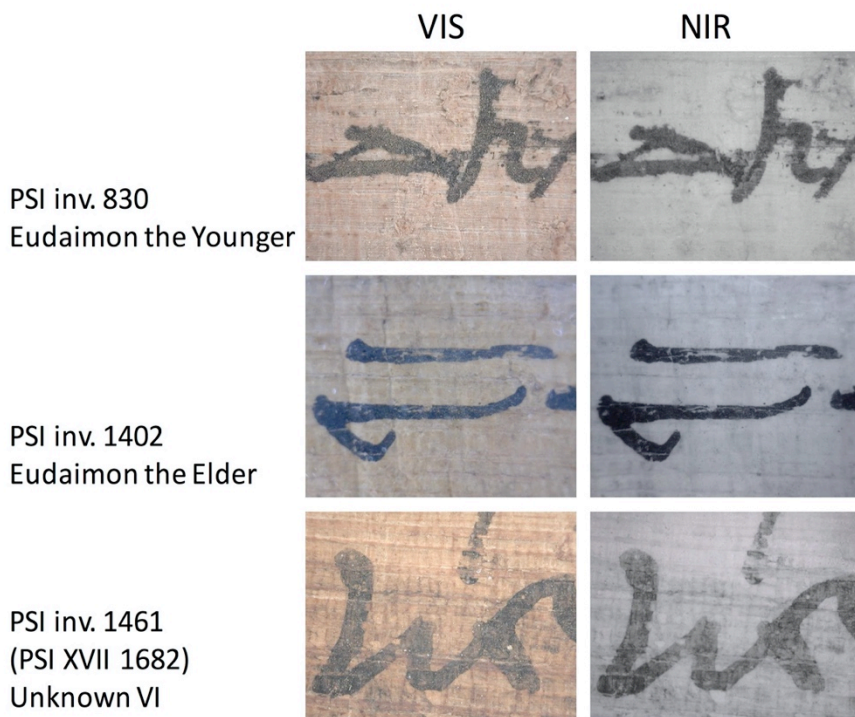 VIS NIR
PSI inv. 830
Eudaimon the Younger
PSI inv. 1402
Eudaimon the Elder
PSI inv. 1461
(PSI XVII 1682)
Unknown VI